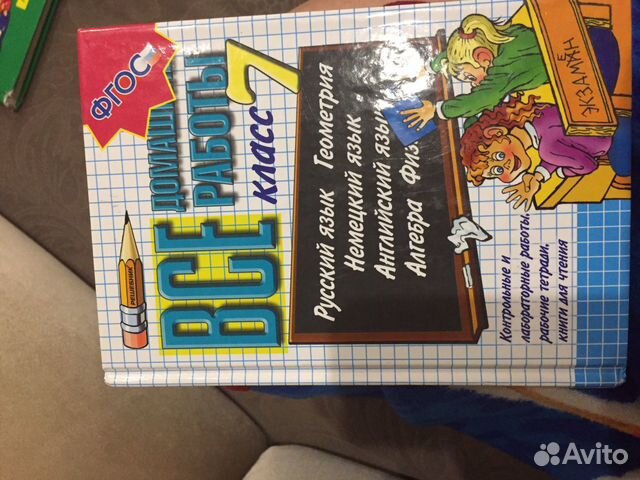 ФГОС
ВСЕ
ДОМАШНИЕ
РАБОТЫ
класс 7
РЕШЕБНИК
Русский язык Геометрия
Немецкий язык
Английский язык
Алгебра Физ
ЭКЗАМЕН
Контрольные и
лабораторные работы,
рабочие тетради,
книги для чтения
Avito